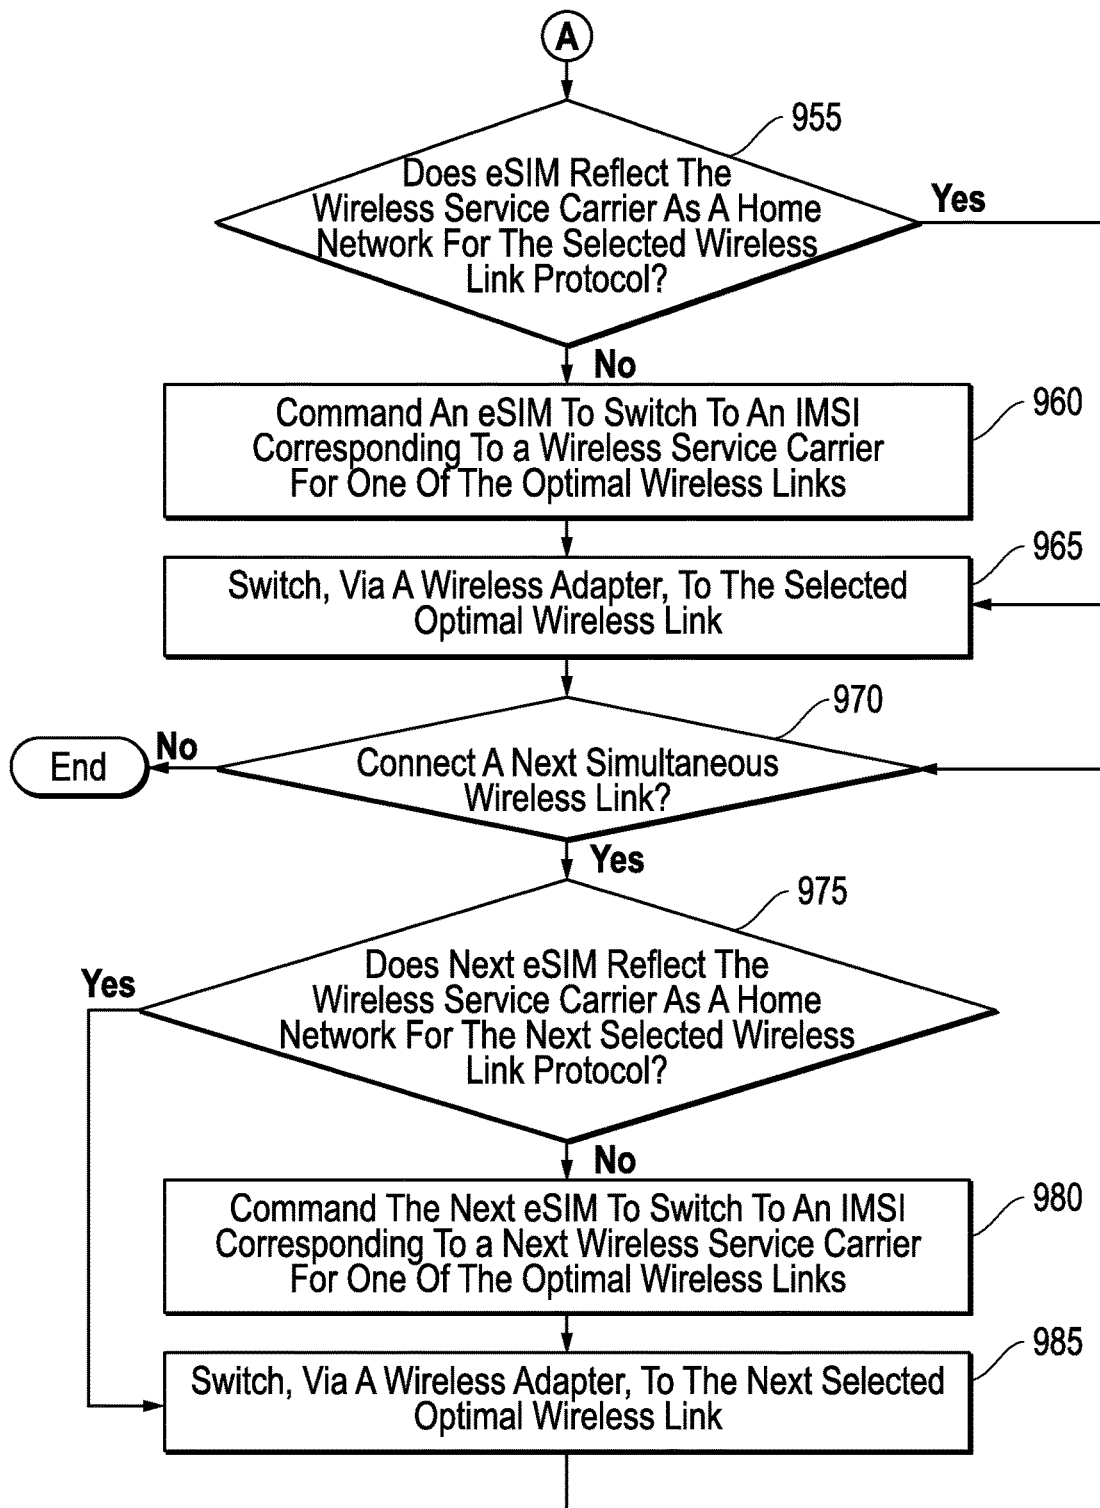 A
955
Does eSIM Reflect The
Wireless Service Carrier As A Home
Network For The Selected Wireless
Link Protocol?
Yes
No
960
Command An eSIM To Switch To An IMSI
Corresponding To a Wireless Service Carrier
For One Of The Optimal Wireless Links
965
Switch, Via A Wireless Adapter, To The Selected
Optimal Wireless Link
970
Connect A Next Simultaneous
Wireless Link?
No
End
Yes
975
Does Next eSIM Reflect The
Wireless Service Carrier As A Home
Network For The Next Selected Wireless
Link Protocol?
Yes
No
980
Command The Next eSIM To Switch To An IMSI
Corresponding To a Next Wireless Service Carrier
For One Of The Optimal Wireless Links
985
Switch, Via A Wireless Adapter, To The Next Selected
Optimal Wireless Link